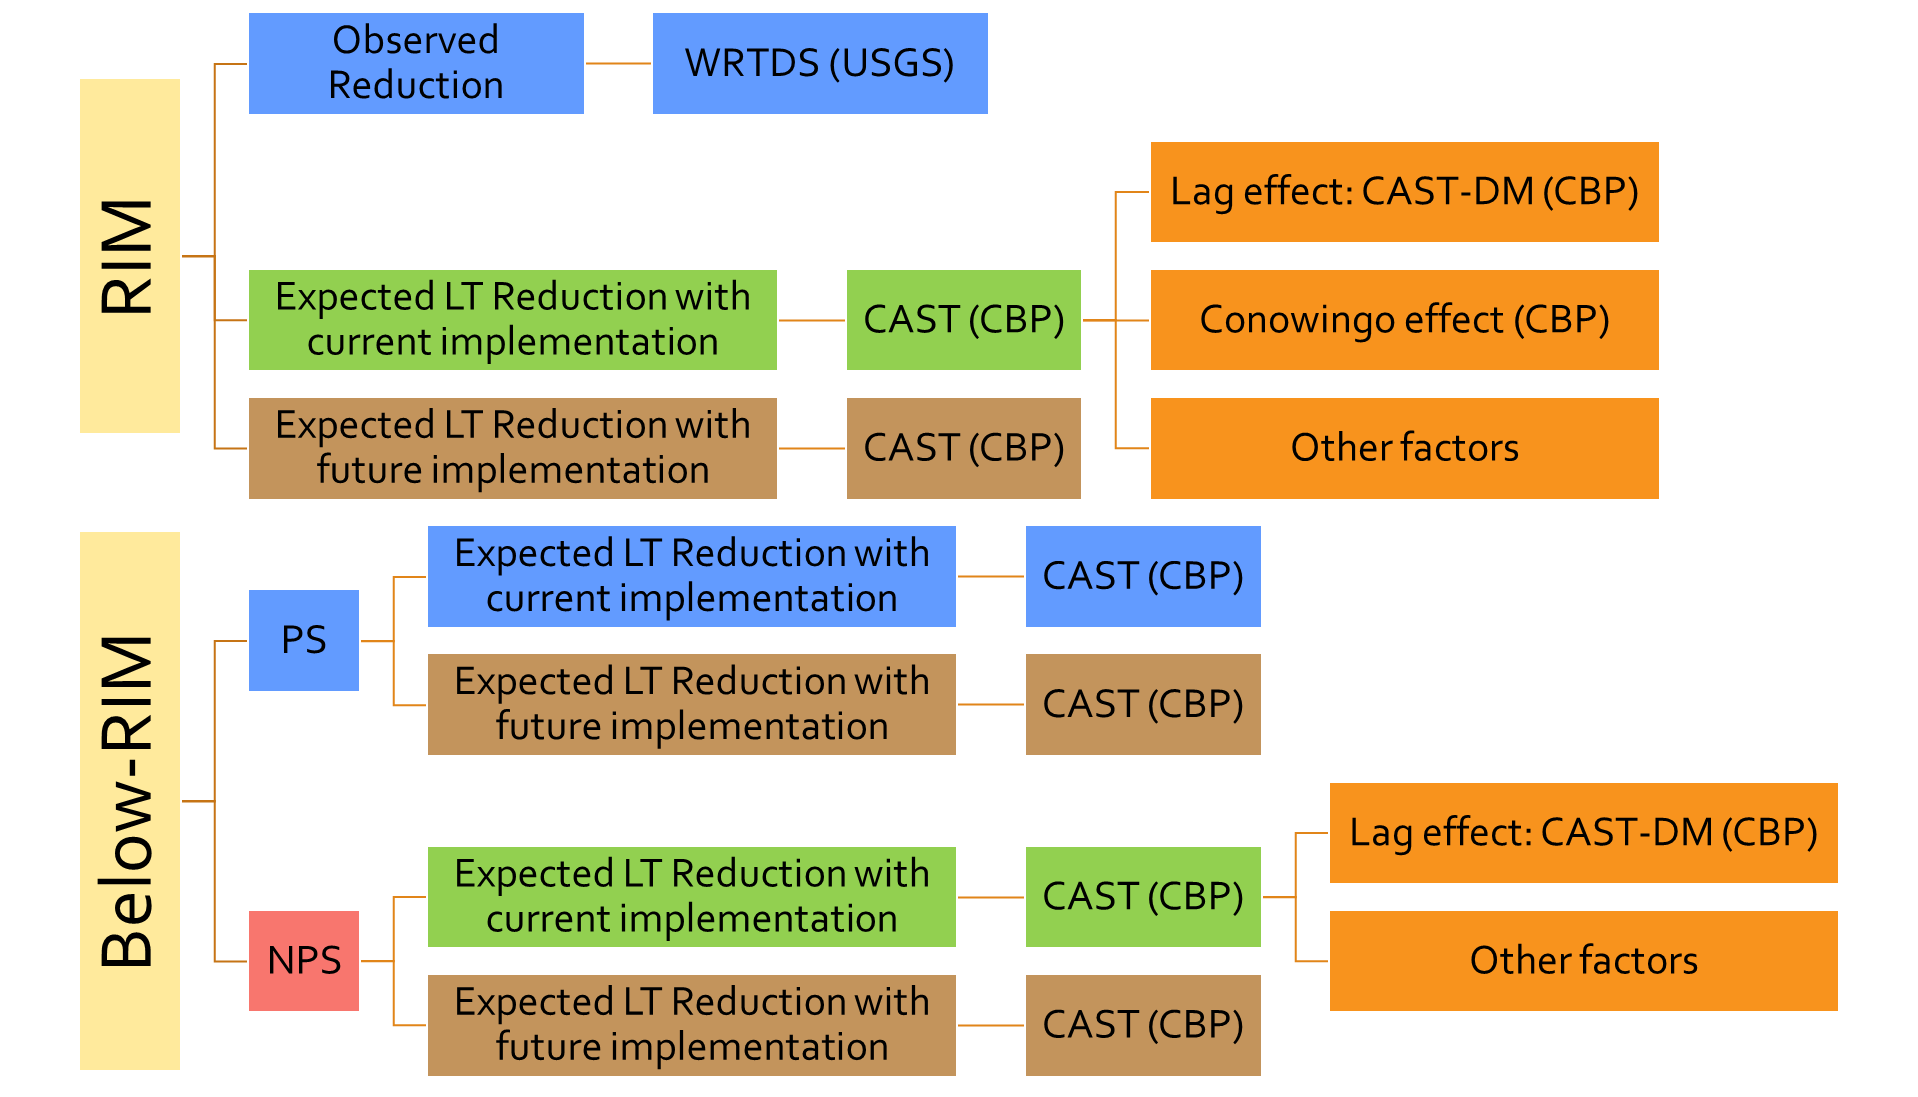 RIM
Observed
Reduction
WRTDS (USGS)
Expected LT Reduction with
current implementation
CAST (CBP)
Lag effect: CAST-DM (CBP)
Conowingo effect (CBP)
Other factors
Expected LT Reduction with
future implementation
CAST (CBP)
Below-RIM
PS
Expected LT Reduction with
current implementation
CAST (CBP)
Expected LT Reduction with
future implementation
CAST (CBP)
NPS
Expected LT Reduction with
current implementation
CAST (CBP)
Lag effect: CAST-DM (CBP)
Other factors
Expected LT Reduction with
future implementation
CAST (CBP)